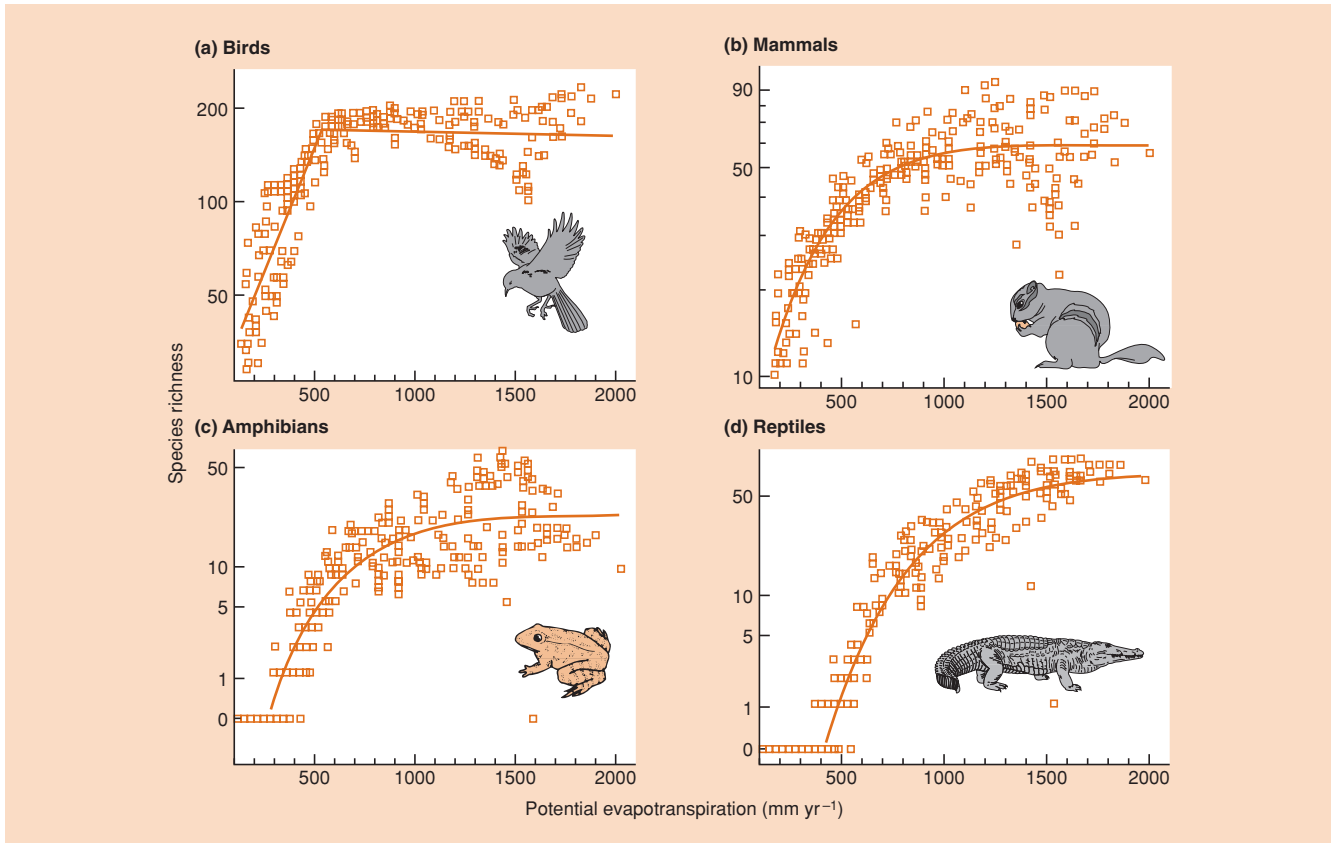 (a) Birds
200
100
50
500 1000 1500 2000
(b) Mammals
90
50
10
500 1000 1500 2000
Species richness
(c) Amphibians
50
10
5
1
0
500 1000 1500 2000
(d) Reptiles
50
10
5
1
0
500 1000 1500 2000
Potential evapotranspiration (mm yr⁻¹)